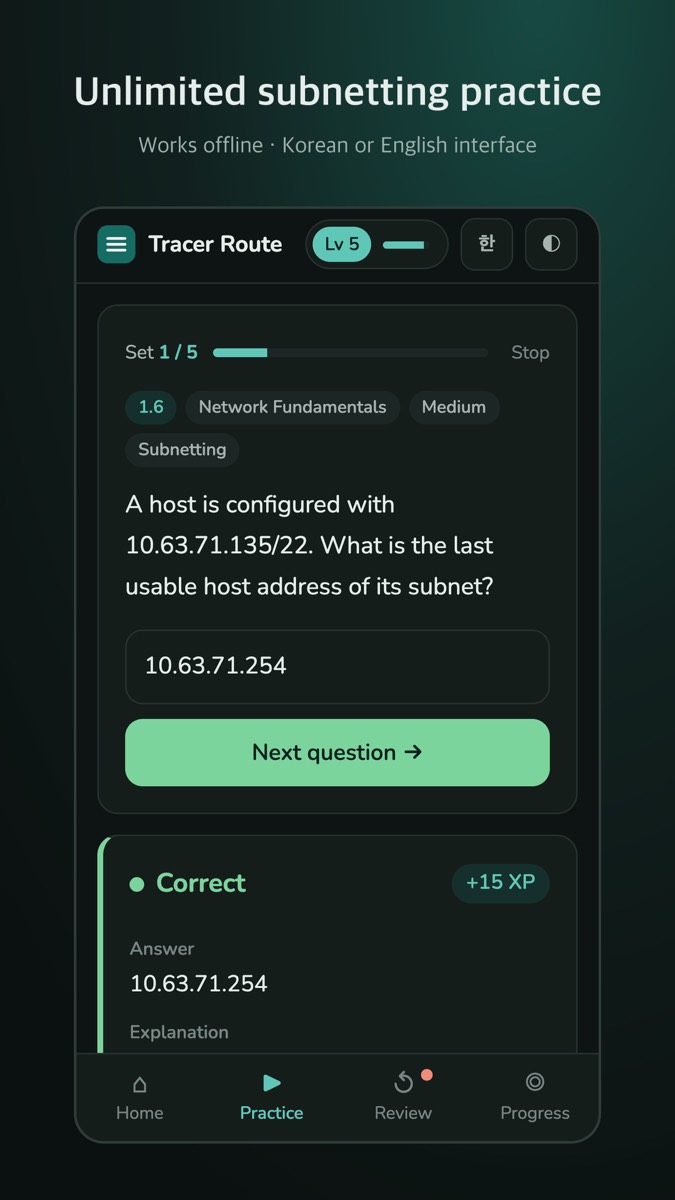 Unlimited subnetting practice
Works offline · Korean or English interface
Tracer Route
Lv 5
한
Set 1 / 5
Stop
1.6
Network Fundamentals
Medium
Subnetting
A host is configured with
10.63.71.135/22. What is the last
usable host address of its subnet?
10.63.71.254
Next question →
Correct
+15 XP
Answer
10.63.71.254
Explanation
Home
Practice
Review
Progress